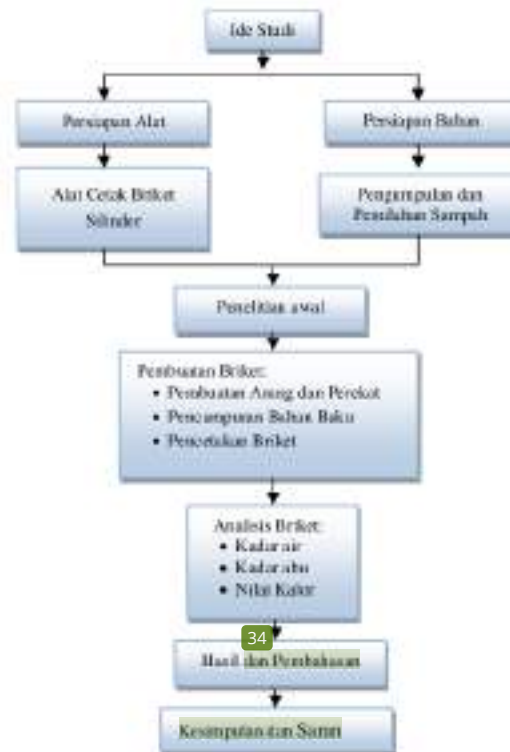 Ide Studi
Persiapan Alat
Persiapan Bahan
Alat Cetak Briket
Silinder
Pengumpulan dan
Pemilahan Sampah
Penelitian awal
Pembuatan Briket:
• Pembuatan Arang dan Perekat
• Pencampuran Bahan Baku
• Pencetakan Briket
Analisis Briket:
• Kadar air
• Kadar abu
• Nilai Kalor
34
Hasil dan Pembahasan
Kesimpulan dan Saran